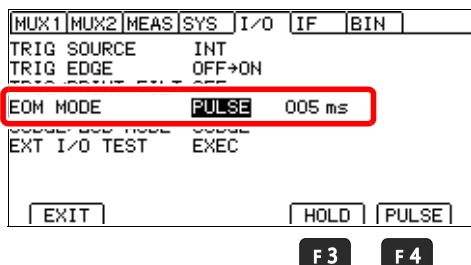 MUX1 MUX2 MEAS SYS I/O IF BIN
TRIG SOURCE INT
TRIG EDGE OFF→ON
EOM MODE PULSE 005 ms
EXT I/O TEST EXEC
EXIT HOLD PULSE
F3 F4